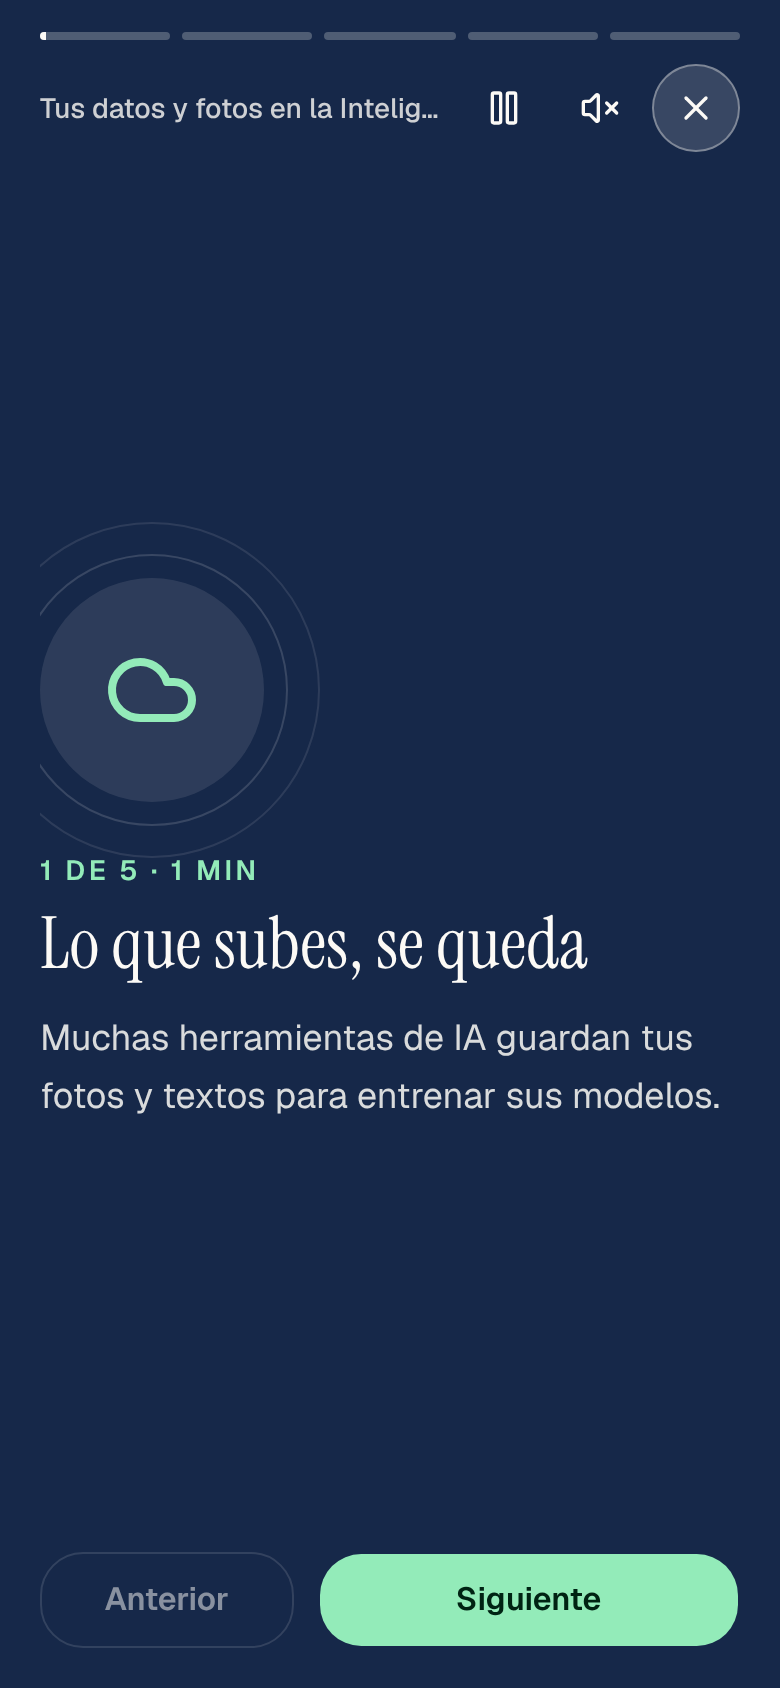 Tus datos y fotos en la Intelig...
1 DE 5 · 1 MIN
Lo que subes, se queda
Muchas herramientas de IA guardan tus
fotos y textos para entrenar sus modelos.
Anterior
Siguiente